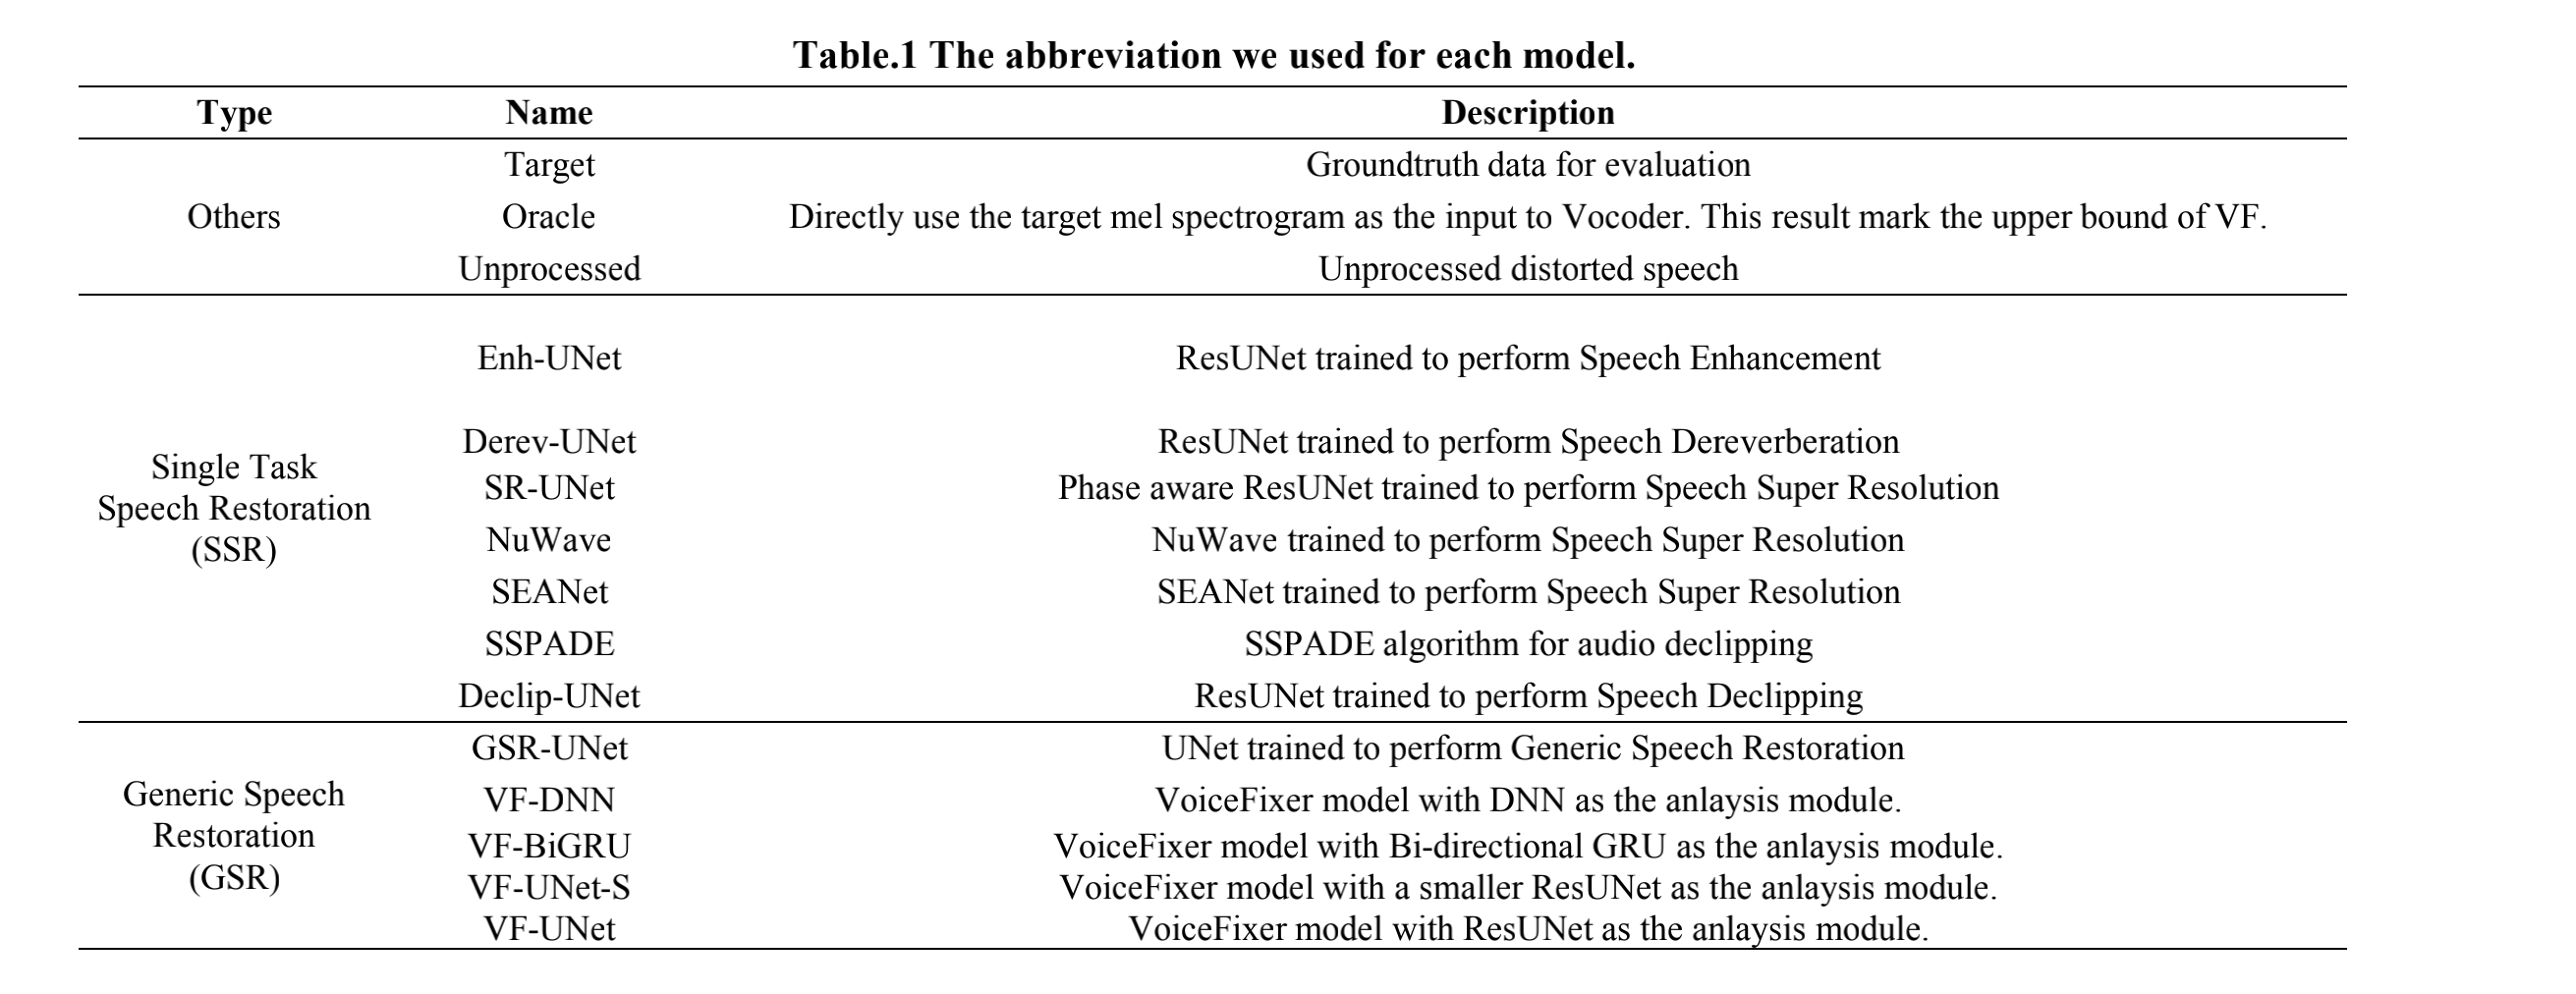 Table.1 The abbreviation we used for each model.
Type Name Description
Others
Target Groundtruth data for evaluation
Oracle Directly use the target mel spectrogram as the input to Vocoder. This result mark the upper bound of VF.
Unprocessed Unprocessed distorted speech
Single Task
Speech Restoration
(SSR)
Enh-UNet ResUNet trained to perform Speech Enhancement
Derev-UNet ResUNet trained to perform Speech Dereverberation
SR-UNet Phase aware ResUNet trained to perform Speech Super Resolution
NuWave NuWave trained to perform Speech Super Resolution
SEANet SEANet trained to perform Speech Super Resolution
SSPADE SSPADE algorithm for audio declipping
Declip-UNet ResUNet trained to perform Speech Declipping
Generic Speech
Restoration
(GSR)
GSR-UNet UNet trained to perform Generic Speech Restoration
VF-DNN VoiceFixer model with DNN as the anlaysis module.
VF-BiGRU VoiceFixer model with Bi-directional GRU as the anlaysis module.
VF-UNet-S VoiceFixer model with a smaller ResUNet as the anlaysis module.
VF-UNet VoiceFixer model with ResUNet as the anlaysis module.